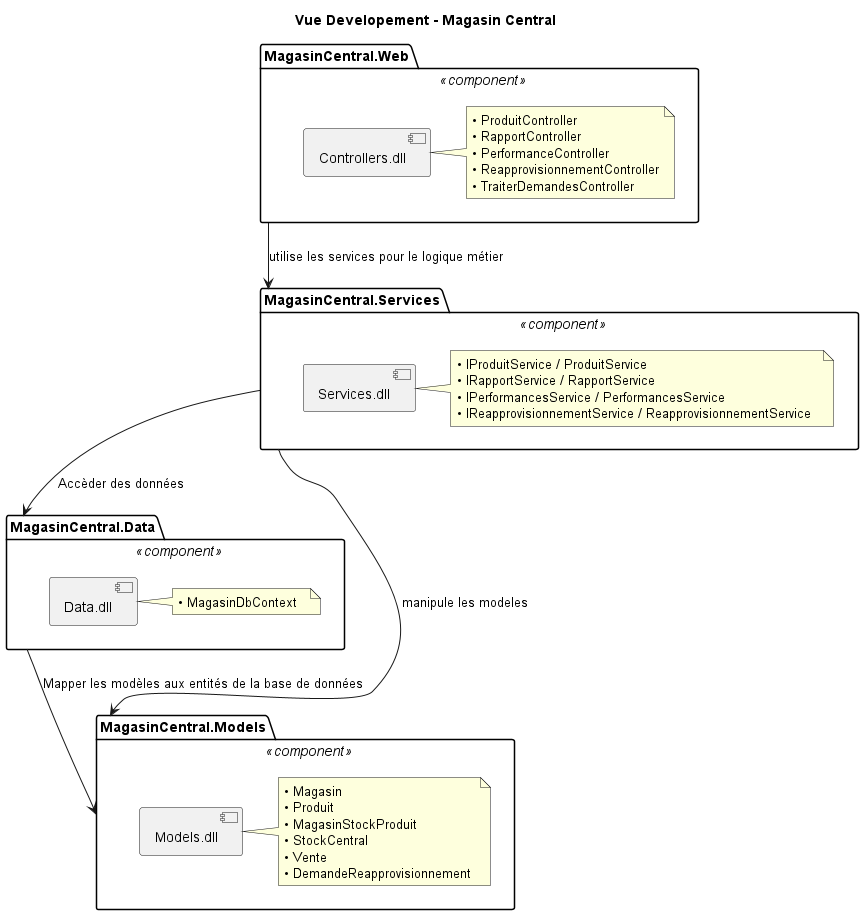 Vue Developement - Magasin Central
MagasinCentral.Web
«component»
Controllers.dll
• ProduitController
• RapportController
• PerformanceController
• ReapprovisionnementController
• TraiterDemandesController
utilise les services pour le logique métier
MagasinCentral.Services
«component»
Services.dll
• IProduitService / ProduitService
• IRapportService / RapportService
• IPerformancesService / PerformancesService
• IReapprovisionnementService / ReapprovisionnementService
Accèder des données
MagasinCentral.Data
«component»
Data.dll
• MagasinDbContext
manipule les modeles
Mapper les modèles aux entités de la base de données
MagasinCentral.Models
«component»
Models.dll
• Magasin
• Produit
• MagasinStockProduit
• StockCentral
• Vente
• DemandeReapprovisionnement